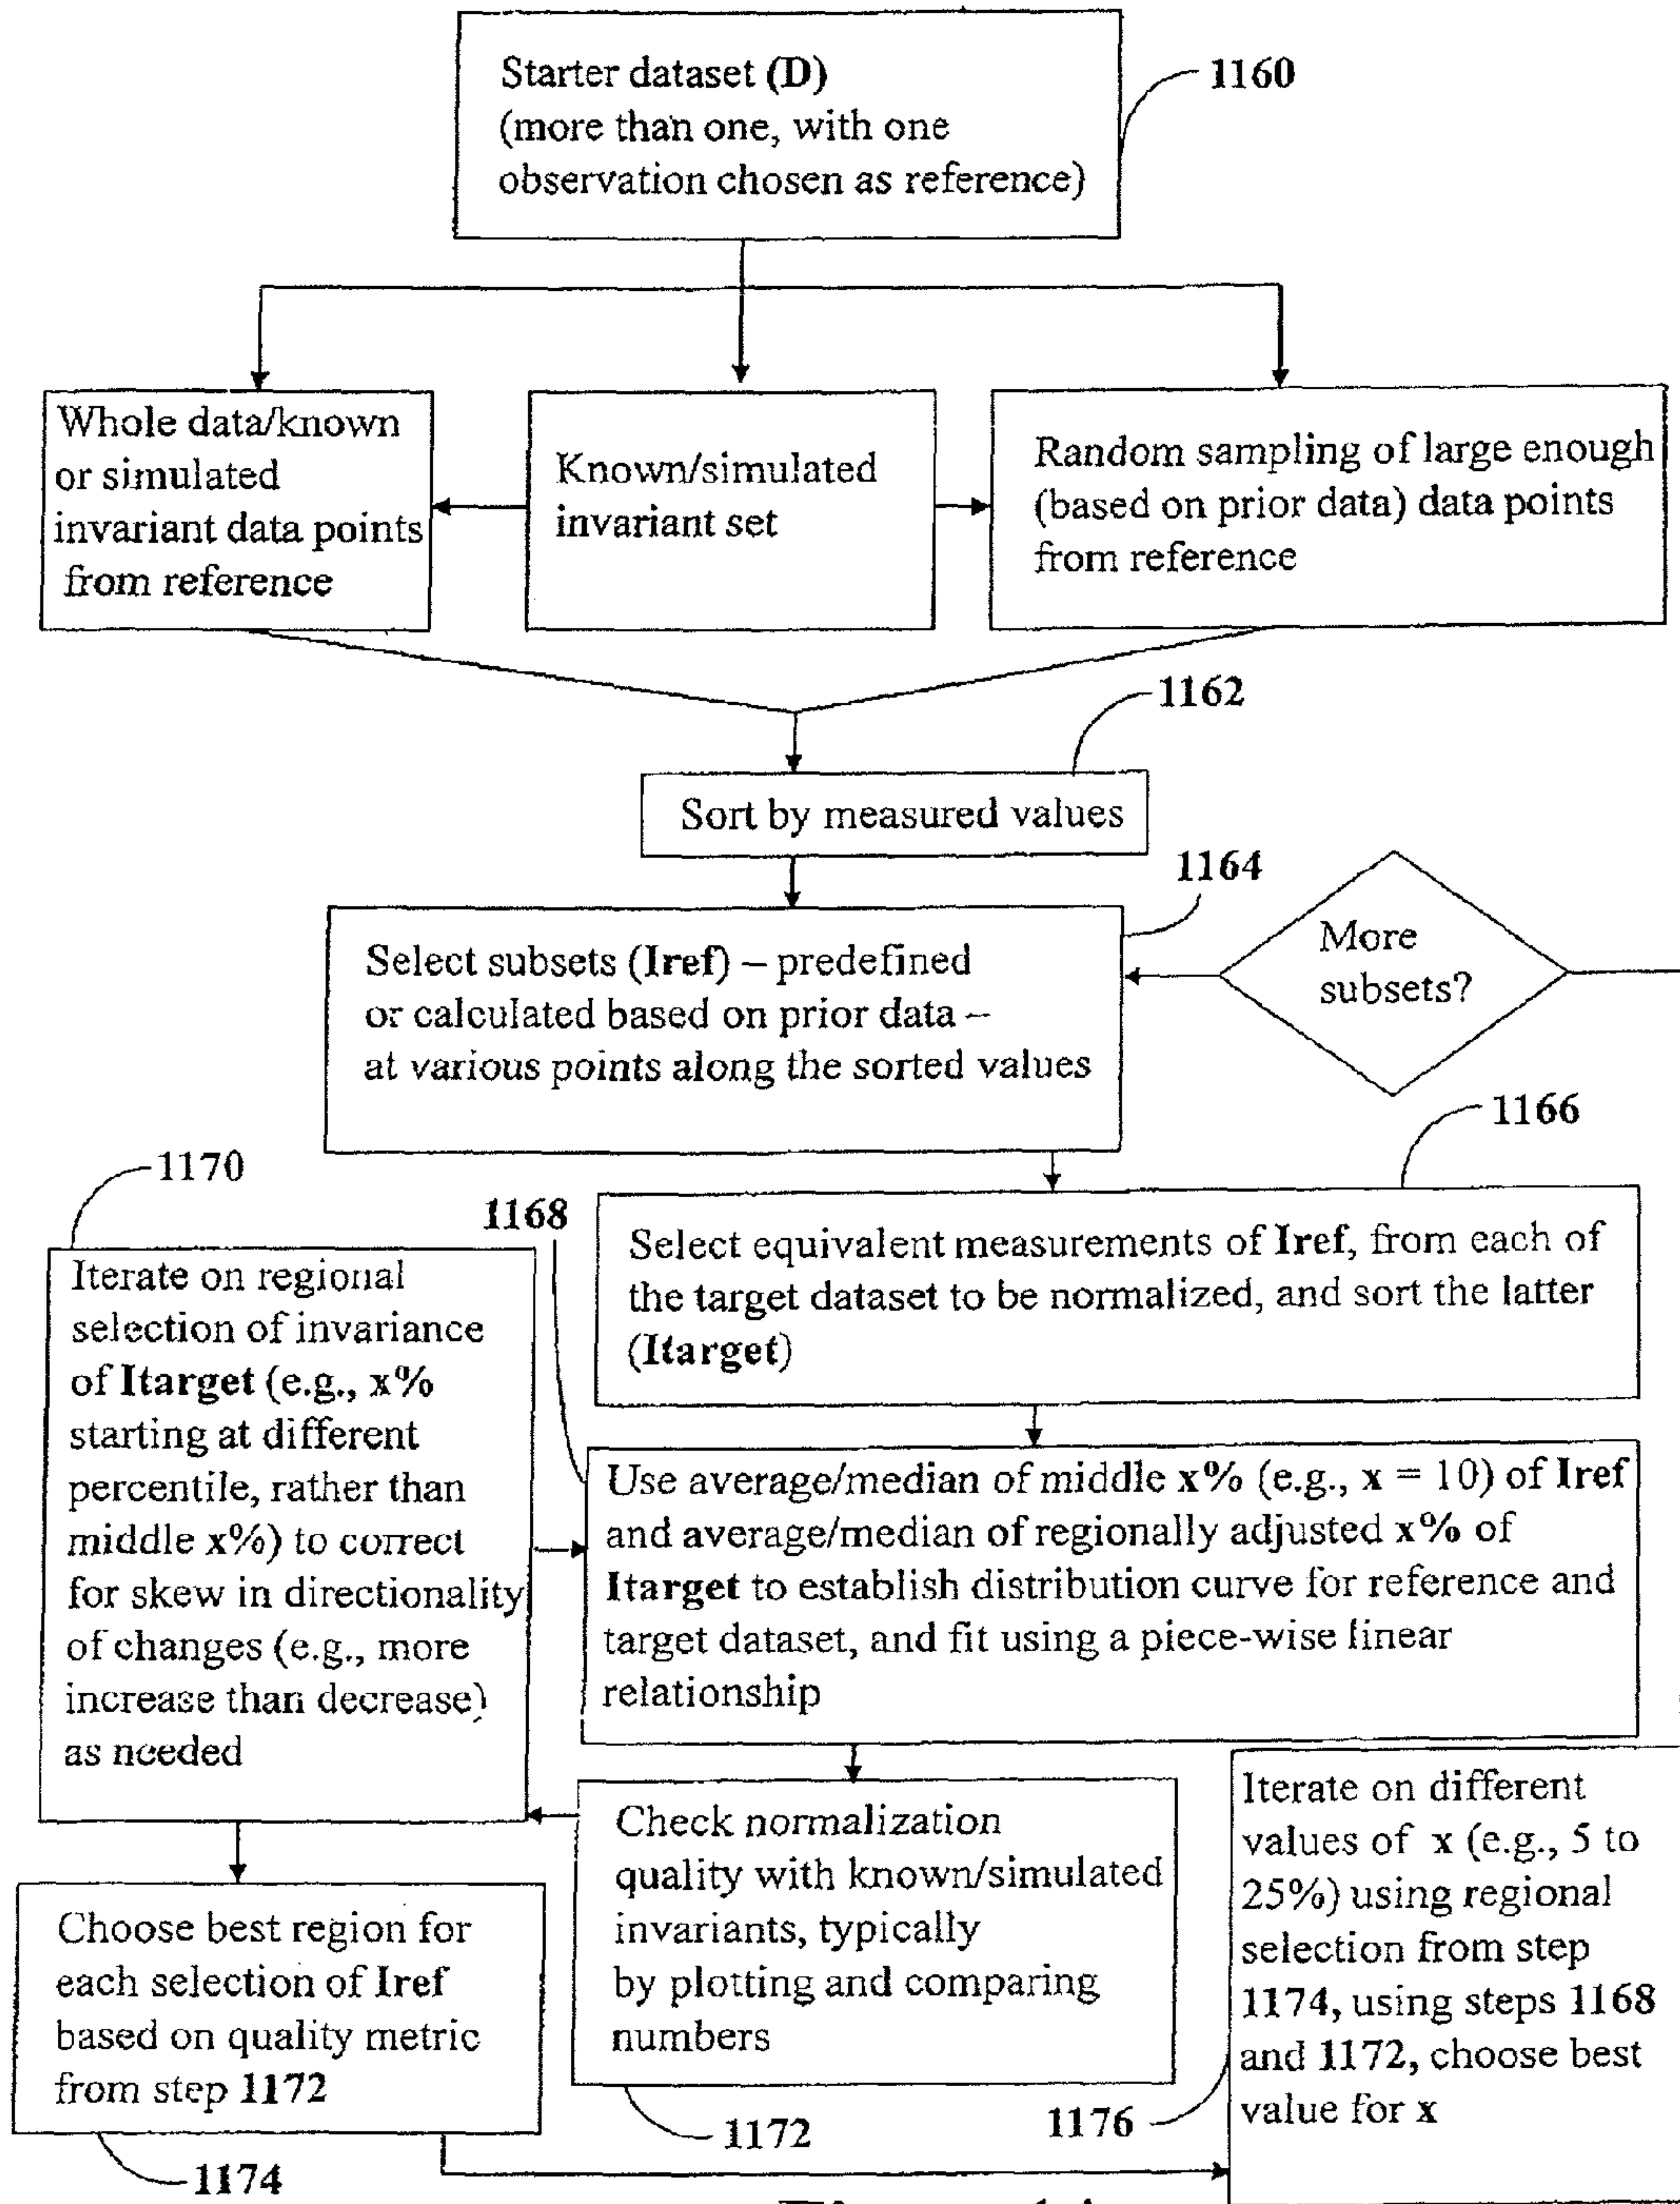 Starter dataset (D)
(more than one, with one
observation chosen as reference)
1160
Whole data/known
or simulated
invariant data points
from reference
Known/simulated
invariant set
Random sampling of large enough
(based on prior data) data points
from reference
1162
Sort by measured values
1164
Select subsets (Iref) – predefined
or calculated based on prior data –
at various points along the sorted values
More
subsets?
1166
Select equivalent measurements of Iref, from each of
the target dataset to be normalized, and sort the latter
(Itarget)
1170
Iterate on regional
selection of invariance
of Itarget (e.g., x%
starting at different
percentile, rather than
middle x%) to correct
for skew in directionality
of changes (e.g., more
increase than decrease)
as needed
1168
Use average/median of middle x% (e.g., x = 10) of Iref
and average/median of regionally adjusted x% of
Itarget to establish distribution curve for reference and
target dataset, and fit using a piece-wise linear
relationship
Check normalization
quality with known/simulated
invariants, typically
by plotting and comparing
numbers
1172
Choose best region for
each selection of Iref
based on quality metric
from step 1172
1174
Iterate on different
values of x (e.g., 5 to
25%) using regional
selection from step
1174, using steps 1168
and 1172, choose best
value for x
1176